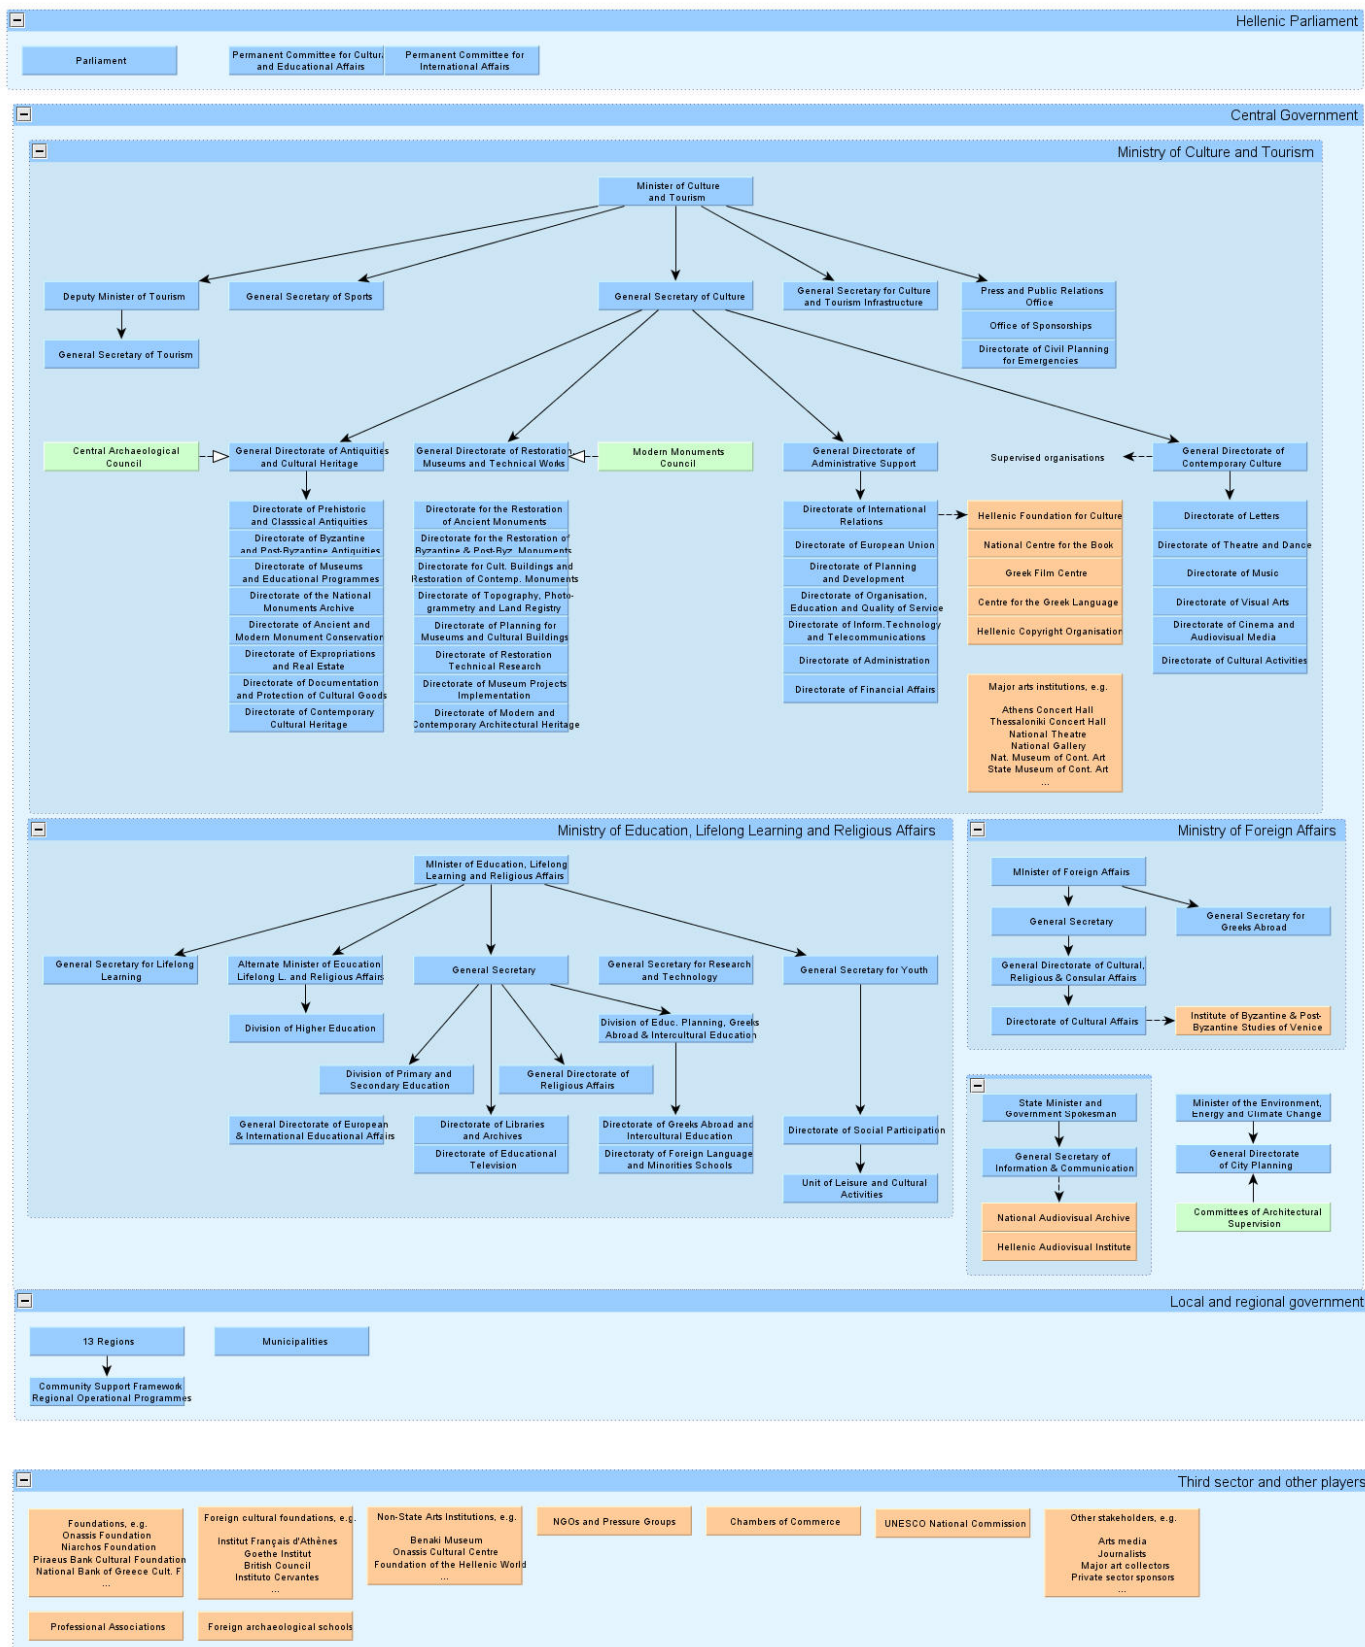 Hellenic Parliament
Parliament
Permanent Committee for Cultura
and Educational Affairs
Permanent Committee for
International Affairs
Central Government
Ministry of Culture and Tourism
Minister of Culture
and Tourism
Deputy Minister of Tourism
General Secretary of Sports
General Secretary of Culture
General Secretary for Culture
and Tourism Infrastructure
Press and Public Relations
Office
Office of Sponsorships
Directorate of Civil Planning
for Emergencies
General Secretary of Tourism
Central Archaeological
Council
General Directorate of Antiquities
and Cultural Heritage
General Directorate of Restoration
Museums and Technical Works
Modern Monuments
Council
General Directorate of
Administrative Support
Supervised organisations
General Directorate of
Contemporary Culture
Directorate of Prehistoric
and Classsical Antiquities
Directorate of Byzantine
and Post-Byzantine Antiquities
Directorate of Museums
and Educational Programmes
Directorate of the National
Monuments Archive
Directorate of Ancient and
Modern Monument Conservation
Directorate of Expropriations
and Real Estate
Directorate of Documentation
and Protection of Cultural Goods
Directorate of Contemporary
Cultural Heritage
Directorate for the Restoration
of Ancient Monuments
Directorate for the Restoration of
Byzantine & Post-Byz. Monuments
Directorate for Cult. Buildings and
Restoration of Contemp. Monuments
Directorate of Topography, Photo-
grammetry and Land Registry
Directorate of Planning for
Museums and Cultural Buildings
Directorate of Restoration
Technical Research
Directorate of Museum Projects
Implementation
Directorate of Modern and
Contemporary Architectural Heritage
Directorate of International
Relations
Directorate of European Union
Directorate of Planning
and Development
Directorate of Organisation,
Education and Quality of Service
Directorate of Inform.Technology
and Telecommunications
Directorate of Administration
Directorate of Financial Affairs
Hellenic Foundation for Culture
National Centre for the Book
Greek Film Centre
Centre for the Greek Language
Hellenic Copyright Organisation
Major arts institutions, e.g.
Athens Concert Hall
Thessaloniki Concert Hall
National Theatre
National Gallery
Nat. Museum of Cont. Art
State Museum of Cont. Art
...
Directorate of Letters
Directorate of Theatre and Dance
Directorate of Music
Directorate of Visual Arts
Directorate of Cinema and
Audiovisual Media
Directorate of Cultural Activities
Ministry of Education, Lifelong Learning and Religious Affairs
MInister of Education, Lifelong
Learning and Religious Affairs
General Secretary for Lifelong
Learning
Alternate Minister of Ecucation
Lifelong L. and Religious Affairs
General Secretary
General Secretary for Research
and Technology
General Secretary for Youth
Division of Higher Education
Division of Educ. Planning, Greeks
Abroad & Intercultural Education
Division of Primary and
Secondary Education
General Directorate of
Religious Affairs
General Directorate of European
& International Educational Affairs
Directorate of Libraries
and Archives
Directorate of Educational
Television
Directorate of Greeks Abroad and
Intercultural Education
Directoraty of Foreign Language
and Minorities Schools
Directorate of Social Participation
Unit of Leisure and Cultural
Activities
Ministry of Foreign Affairs
MInister of Foreign Affairs
General Secretary
General Secretary for
Greeks Abroad
General Directorate of Cultural,
Religious & Consular Affairs
Directorate of Cultural Affairs
Institute of Byzantine & Post-
Byzantine Studies of Venice
State Minister and
Government Spokesman
General Secretary of
Information & Communication
National Audiovisual Archive
Hellenic Audiovisual Institute
Minister of the Environment,
Energy and Climate Change
General Directorate
of City Planning
Committees of Architectural
Supervision
Local and regional government
13 Regions
Municipalities
Community Support Framework
Regional Operational Programmes
Third sector and other players
Foundations, e.g.
Onassis Foundation
Niarchos Foundation
Piraeus Bank Cultural Foundation
National Bank of Greece Cult. F
...
Foreign cultural foundations, e.g.
Institut Français d'Athènes
Goethe Institut
British Council
Instituto Cervantes
...
Non-State Arts Institutions, e.g.
Benaki Museum
Onassis Cultural Centre
Foundation of the Hellenic World
...
NGOs and Pressure Groups
Chambers of Commerce
UNESCO National Commission
Other stakeholders, e.g.
Arts media
Journalists
Major art collectors
Private sector sponsors
...
Professional Associations
Foreign archaeological schools